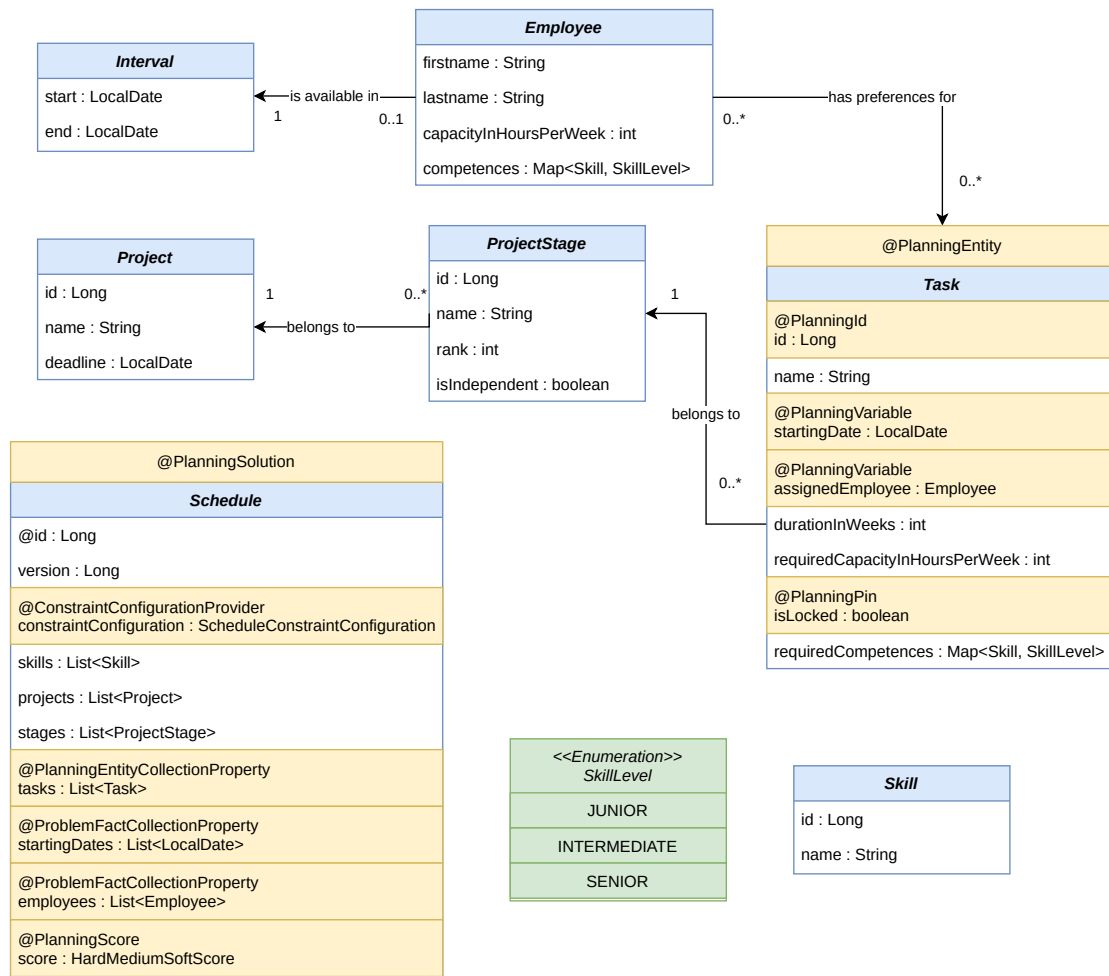 Employee
firstname : String
lastname : String
capacityInHoursPerWeek : int
competences : Map<Skill, SkillLevel>
Interval
start : LocalDate
end : LocalDate
is available in
1
0..1
has preferences for
0..*
0..*
Project
id : Long
name : String
deadline : LocalDate
1
0..*
belongs to
ProjectStage
id : Long
name : String
rank : int
isIndependent : boolean
1
belongs to
0..*
@PlanningEntity
Task
@PlanningId
id : Long
name : String
@PlanningVariable
startingDate : LocalDate
@PlanningVariable
assignedEmployee : Employee
durationInWeeks : int
requiredCapacityInHoursPerWeek : int
@PlanningPin
isLocked : boolean
requiredCompetences : Map<Skill, SkillLevel>
@PlanningSolution
Schedule
@id : Long
version : Long
@ConstraintConfigurationProvider
constraintConfiguration : ScheduleConstraintConfiguration
skills : List<Skill>
projects : List<Project>
stages : List<ProjectStage>
@PlanningEntityCollectionProperty
tasks : List<Task>
@ProblemFactCollectionProperty
startingDates : List<LocalDate>
@ProblemFactCollectionProperty
employees : List<Employee>
@PlanningScore
score : HardMediumSoftScore
<<Enumeration>>
SkillLevel
JUNIOR
INTERMEDIATE
SENIOR
Skill
id : Long
name : String